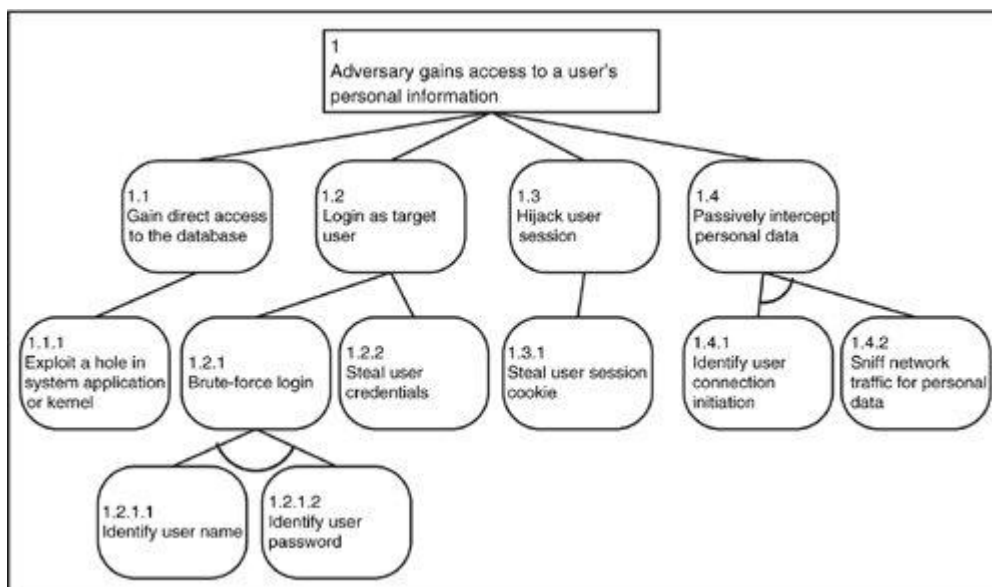 1
Adversary gains access to a user's
personal information
1.1
Gain direct access
to the database
1.2
Login as target
user
1.3
Hijack user
session
1.4
Passively intercept
personal data
1.1.1
Exploit a hole in
system application
or kernel
1.2.1
Brute-force login
1.2.2
Steal user
credentials
1.3.1
Steal user session
cookie
1.4.1
Identify user
connection
initiation
1.4.2
Sniff network
traffic for personal
data
1.2.1.1
Identify user name
1.2.1.2
Identify user
password